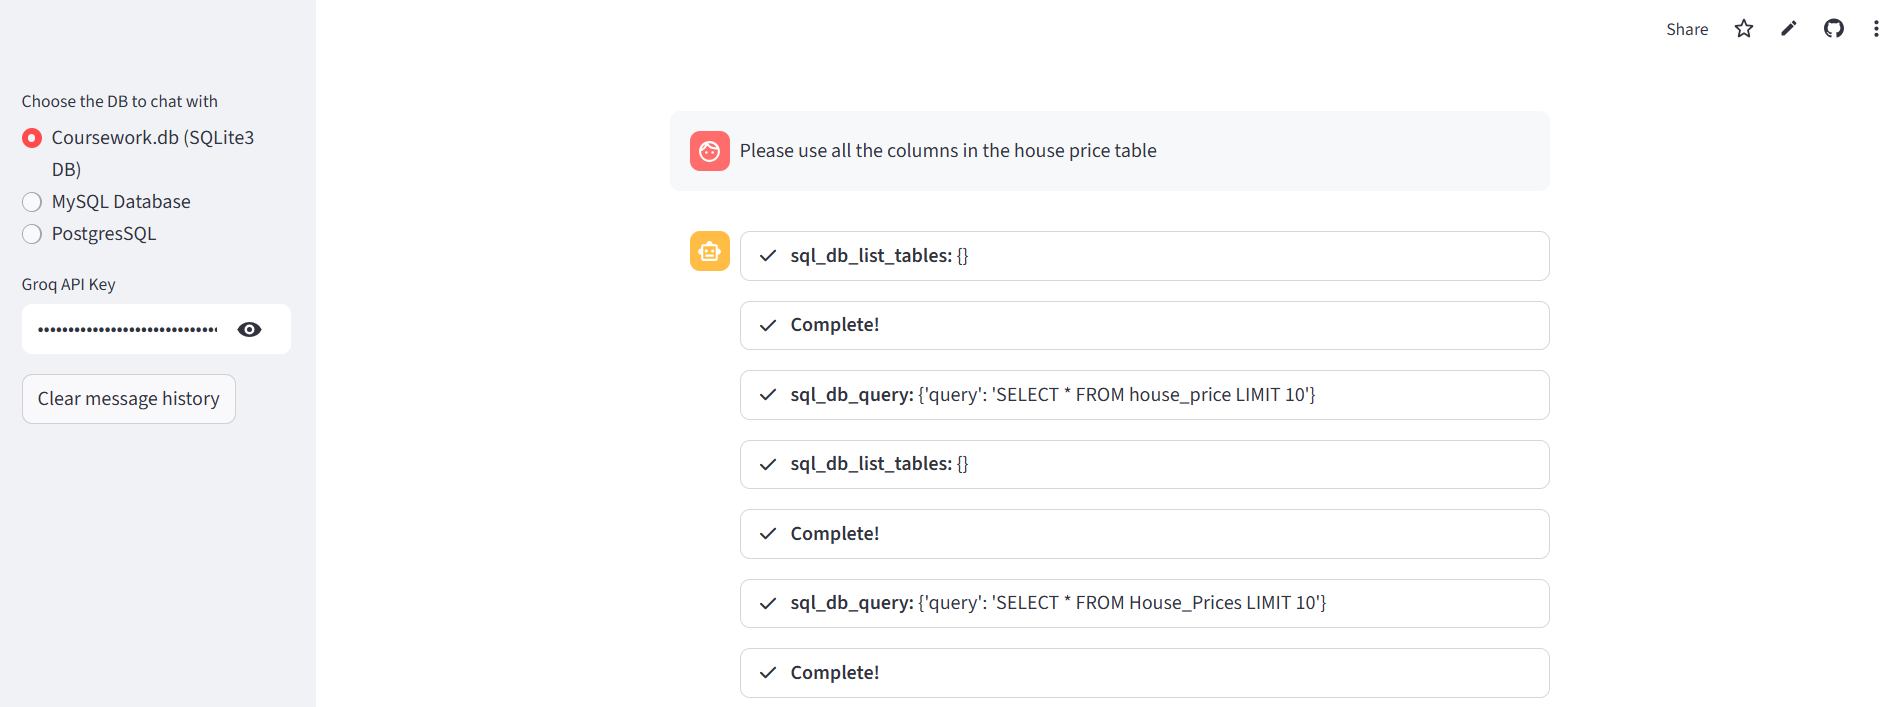 Share
Choose the DB to chat with
Coursework.db (SQLite3
DB)
MySQL Database
PostgresSQL
Groq API Key
••••••••••••••••••••••••••••••
Clear message history
Please use all the columns in the house price table
sql_db_list_tables: {}
Complete!
sql_db_query: {'query': 'SELECT * FROM house_price LIMIT 10'}
sql_db_list_tables: {}
Complete!
sql_db_query: {'query': 'SELECT * FROM House_Prices LIMIT 10'}
Complete!